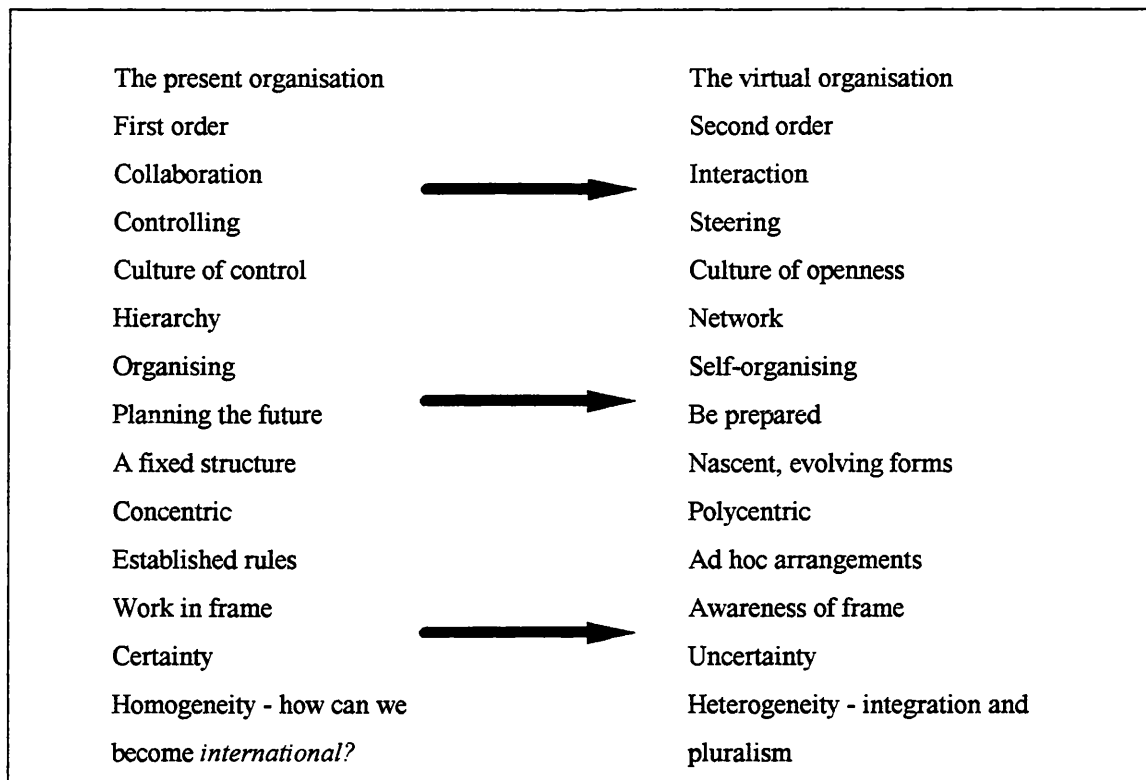 The present organisation
The virtual organisation
First order
Second order
Collaboration
Interaction
Controlling
Steering
Culture of control
Culture of openness
Hierarchy
Network
Organising
Self-organising
Planning the future
Be prepared
A fixed structure
Nascent, evolving forms
Concentric
Polycentric
Established rules
Ad hoc arrangements
Work in frame
Awareness of frame
Certainty
Uncertainty
Homogeneity - how can we
Heterogeneity - integration and
become international?
pluralism